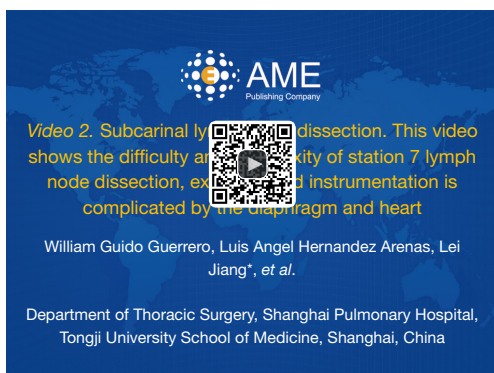 AME
Publishing Company
Video 2. Subcarinal ly dissection. This video
shows the difficulty a xity of station 7 lymph
node dissection, ex d instrumentation is
complicated by the diaphragm and heart
William Guido Guerrero, Luis Angel Hernandez Arenas, Lei
Jiang*, et al.
Department of Thoracic Surgery, Shanghai Pulmonary Hospital,
Tongji University School of Medicine, Shanghai, China